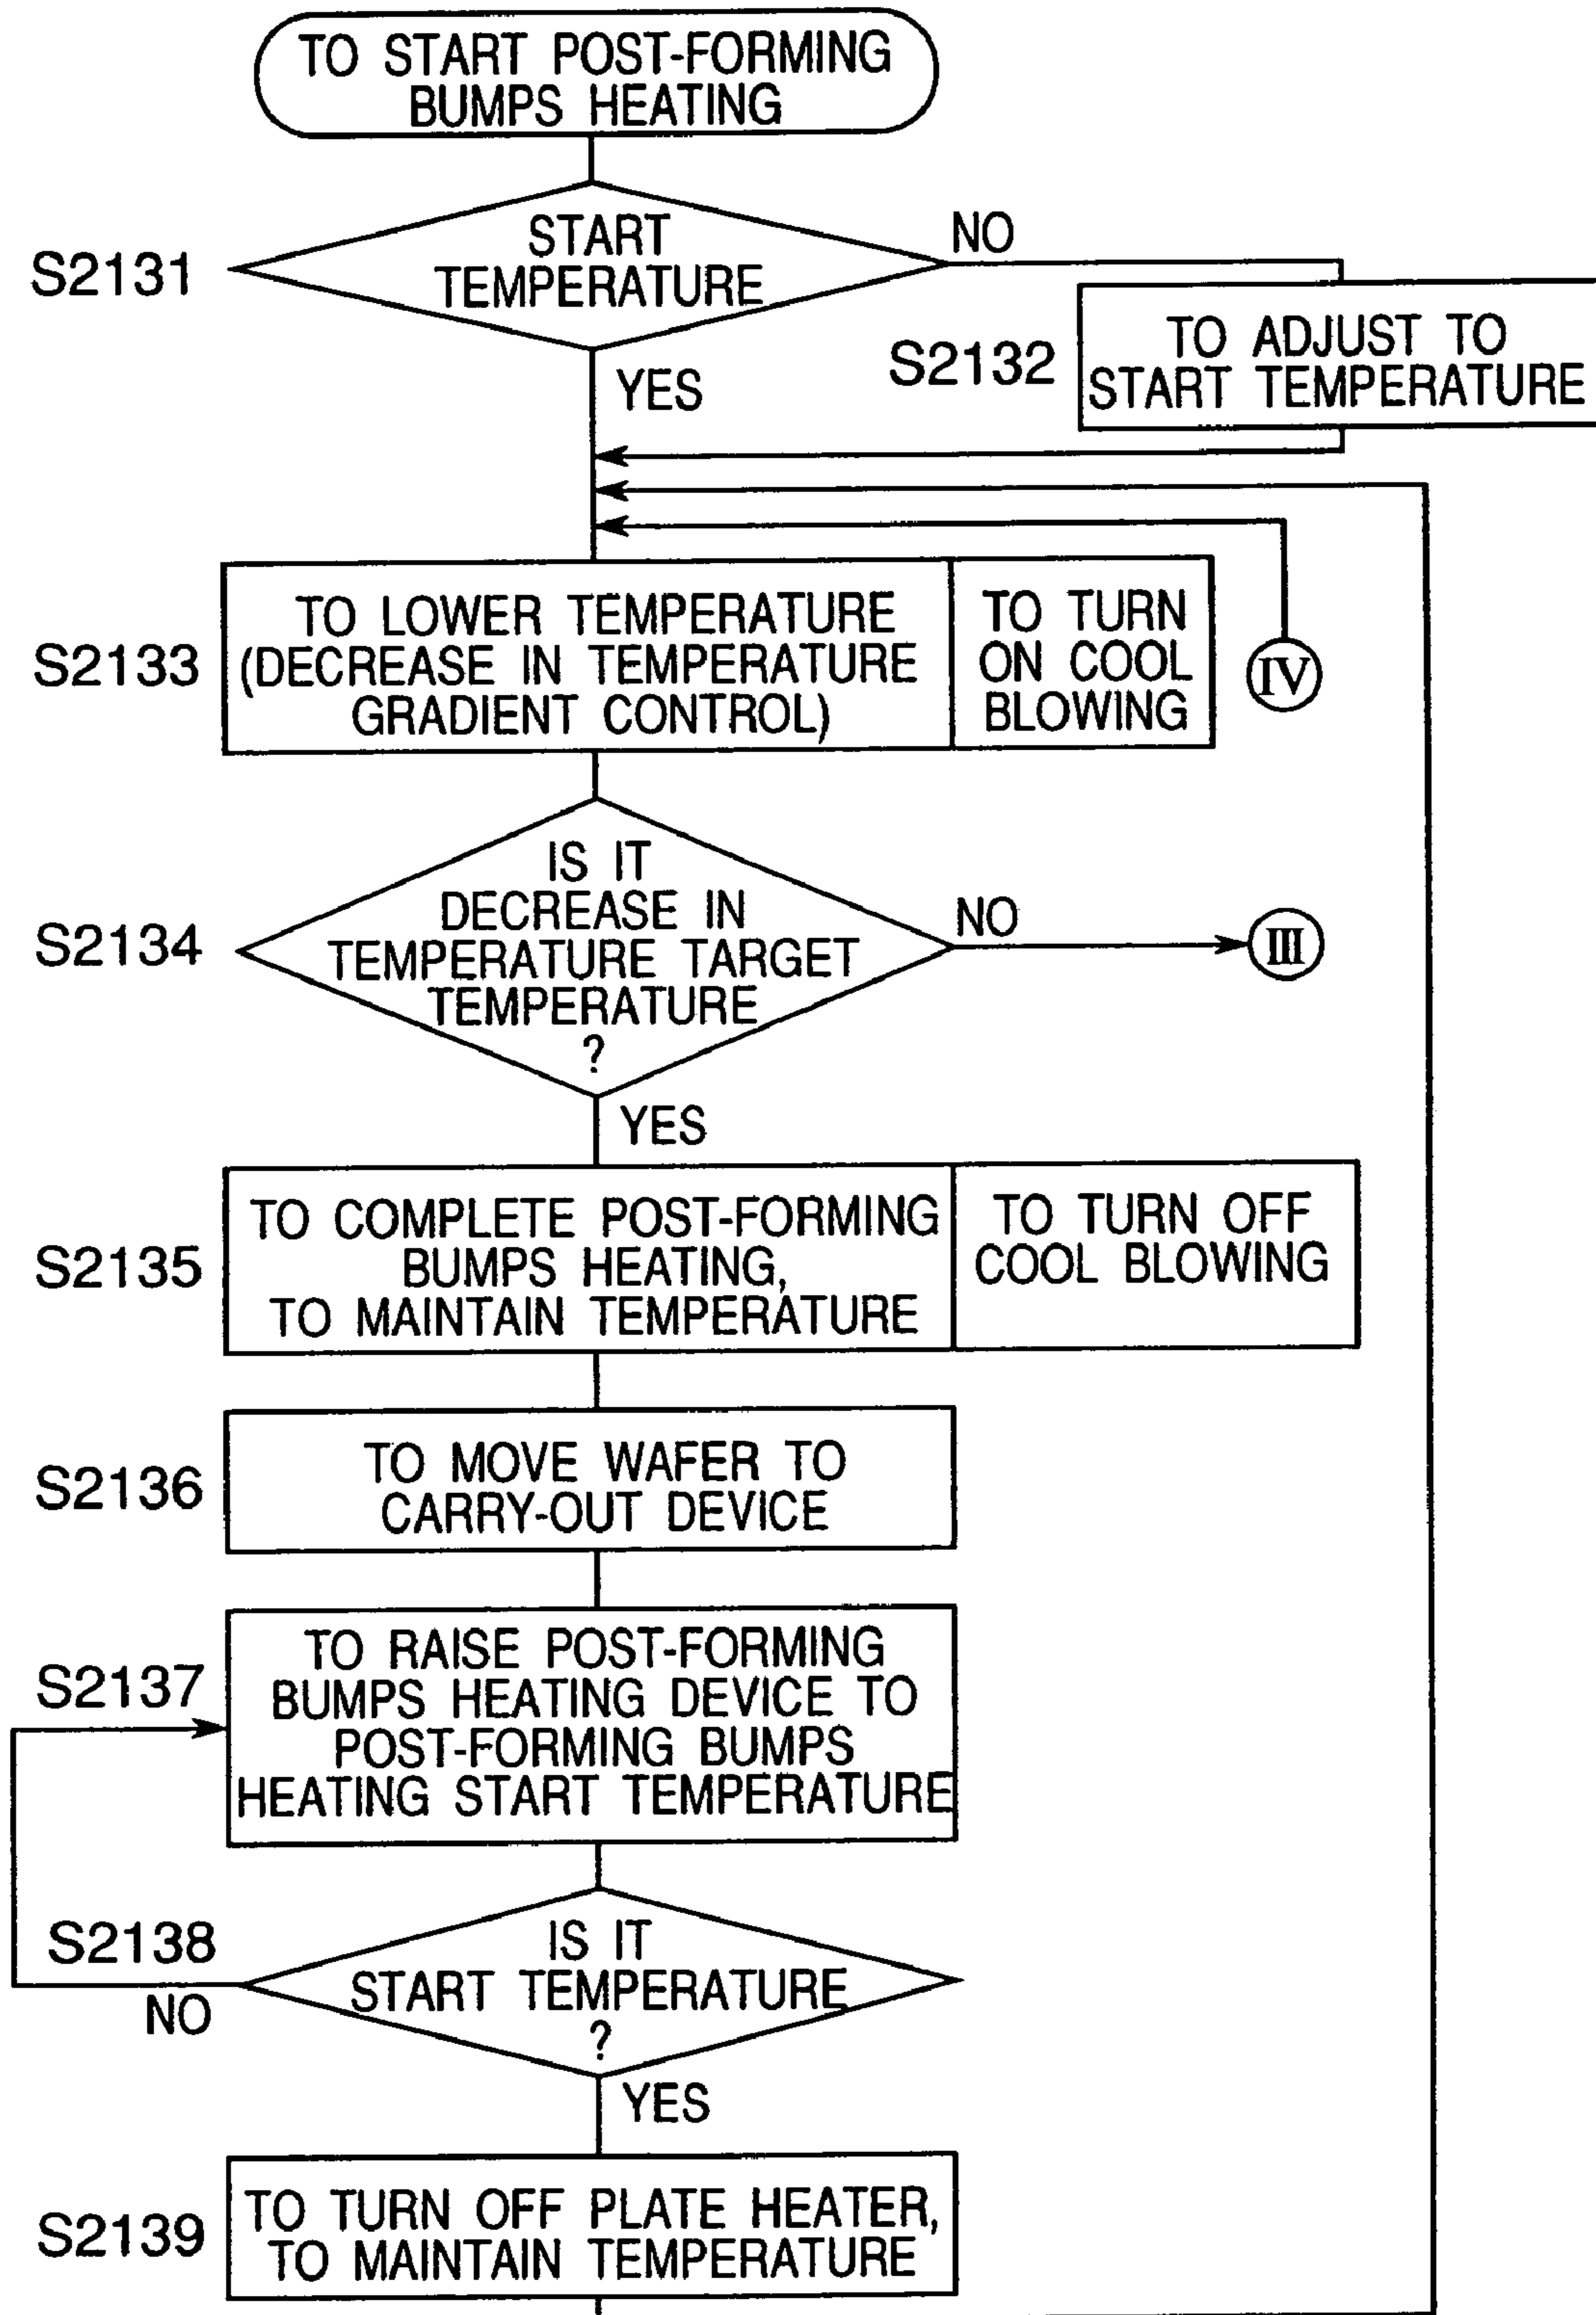 TO START POST-FORMING
BUMPS HEATING
S2131
START
TEMPERATURE
NO
YES
S2132
TO ADJUST TO
START TEMPERATURE
S2133
TO LOWER TEMPERATURE
(DECREASE IN TEMPERATURE
GRADIENT CONTROL)
TO TURN
ON COOL
BLOWING
IV
S2134
IS IT
DECREASE IN
TEMPERATURE TARGET
TEMPERATURE
?
NO
III
YES
S2135
TO COMPLETE POST-FORMING
BUMPS HEATING,
TO MAINTAIN TEMPERATURE
TO TURN OFF
COOL BLOWING
S2136
TO MOVE WAFER TO
CARRY-OUT DEVICE
S2137
TO RAISE POST-FORMING
BUMPS HEATING DEVICE TO
POST-FORMING BUMPS
HEATING START TEMPERATURE
S2138
IS IT
START TEMPERATURE
?
NO
YES
S2139
TO TURN OFF PLATE HEATER,
TO MAINTAIN TEMPERATURE